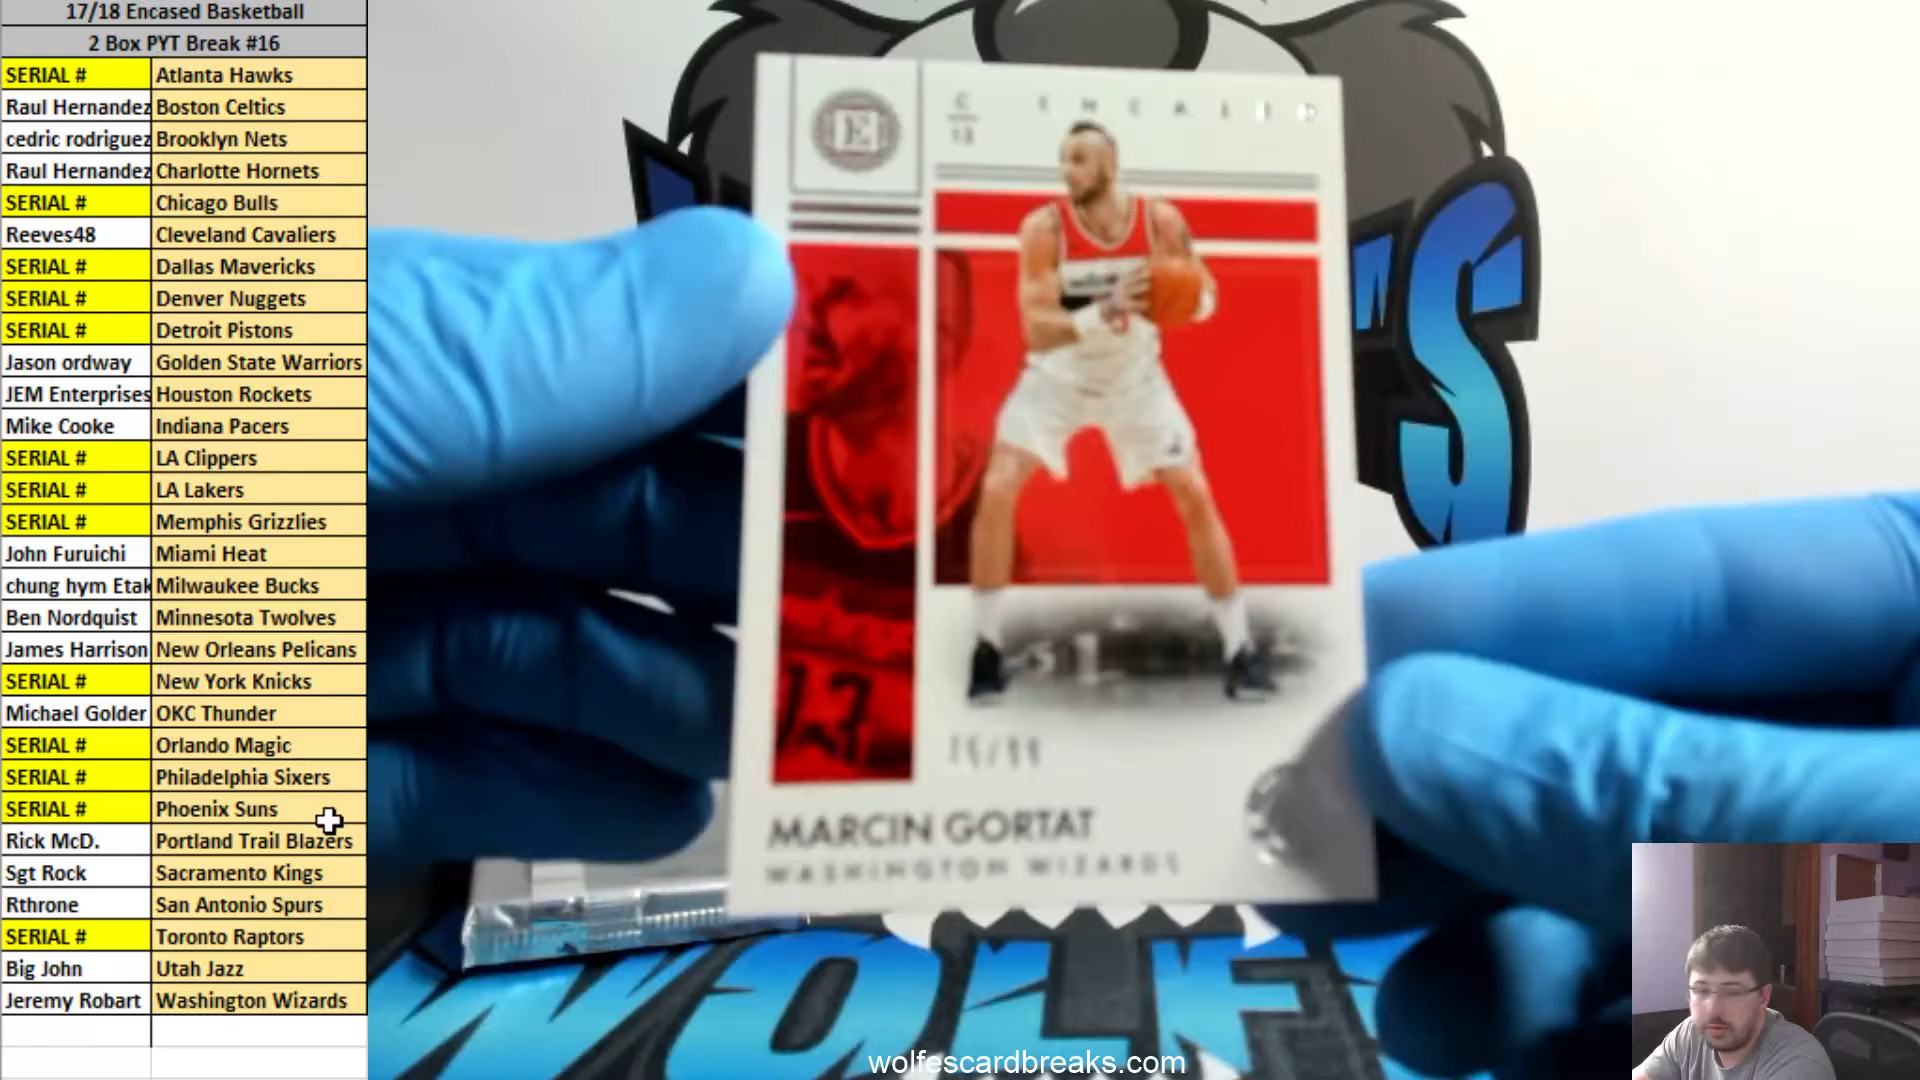 17/18 Encased Basketball
2 Box PYT Break #16
SERIAL # Atlanta Hawks
Raul Hernandez Boston Celtics
cedric rodriguez Brooklyn Nets
Raul Hernandez Charlotte Hornets
SERIAL # Chicago Bulls
Reeves48 Cleveland Cavaliers
SERIAL # Dallas Mavericks
SERIAL # Denver Nuggets
SERIAL # Detroit Pistons
Jason ordway Golden State Warriors
JEM Enterprises Houston Rockets
Mike Cooke Indiana Pacers
SERIAL # LA Clippers
SERIAL # LA Lakers
SERIAL # Memphis Grizzlies
John Furuichi Miami Heat
chung hym Etak Milwaukee Bucks
Ben Nordquist Minnesota Twolves
James Harrison New Orleans Pelicans
SERIAL # New York Knicks
Michael Golder OKC Thunder
SERIAL # Orlando Magic
SERIAL # Philadelphia Sixers
SERIAL # Phoenix Suns
Rick McD. Portland Trail Blazers
Sgt Rock Sacramento Kings
Rthrone San Antonio Spurs
SERIAL # Toronto Raptors
Big John Utah Jazz
Jeremy Robart Washington Wizards
E
C
13
13
MARCIN GORTAT
WASHINGTON WIZARDS
WOLF
'S
wolfescardbreaks.com